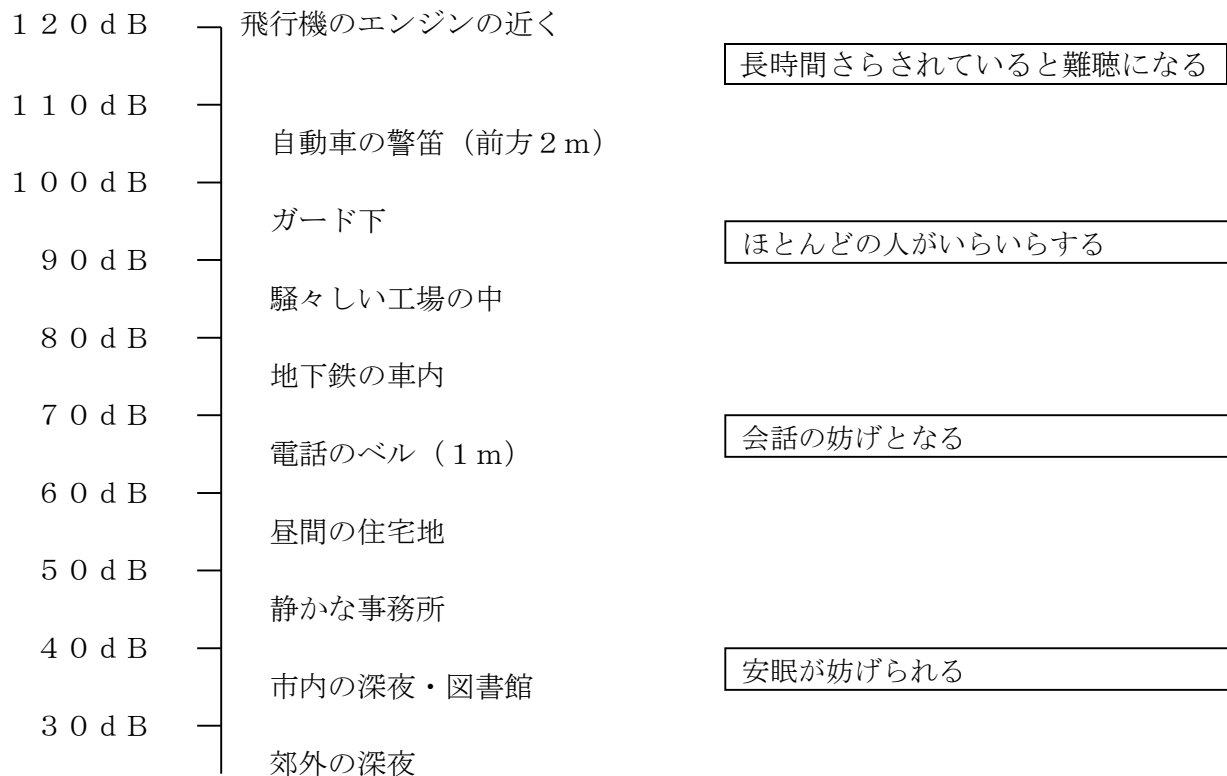 １２０ｄＢ 飛行機のエンジンの近く
長時間さらされていると難聴になる
１１０ｄＢ
自動車の警笛（前方２ｍ）
１００ｄＢ
ガード下
ほとんどの人がいらいらする
９０ｄＢ
騒々しい工場の中
８０ｄＢ
地下鉄の車内
７０ｄＢ
会話の妨げとなる
電話のベル（１ｍ）
６０ｄＢ
昼間の住宅地
５０ｄＢ
静かな事務所
４０ｄＢ
安眠が妨げられる
市内の深夜・図書館
３０ｄＢ
郊外の深夜